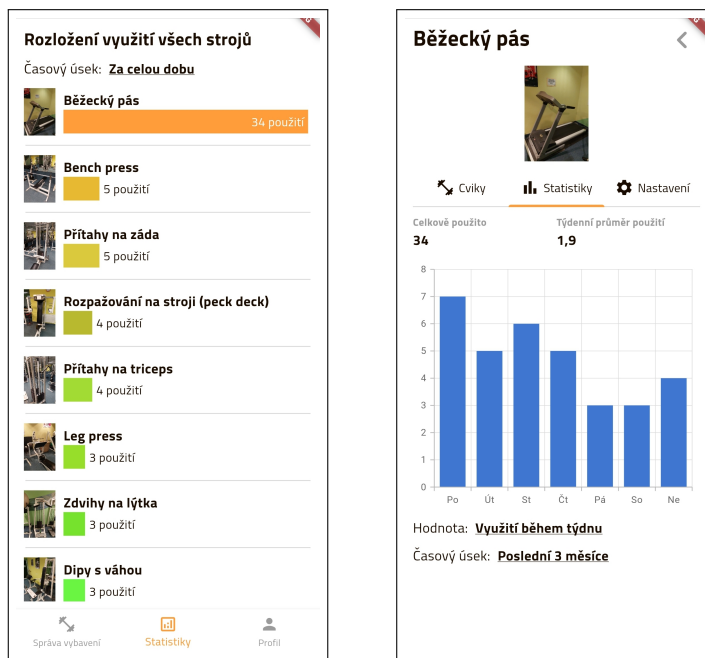 Rozložení využití všech strojů
Časový úsek: Za celou dobu
Běžecký pás
34 použití
Bench press
5 použití
Přítahy na záda
5 použití
Rozpažování na stroji (peck deck)
4 použití
Přítahy na triceps
4 použití
Leg press
3 použití
Zdvihy na lýtka
3 použití
Dipy s váhou
3 použití
Správa vybavení Statistiky Profil
Běžecký pás
Cviky Statistiky Nastavení
Celkově použito Týdenní průměr použití
34 1,9
8
7
6
5
4
3
2
1
0
Po Út St Čt Pá So Ne
Hodnota: Využití během týdnu
Časový úsek: Poslední 3 měsíce